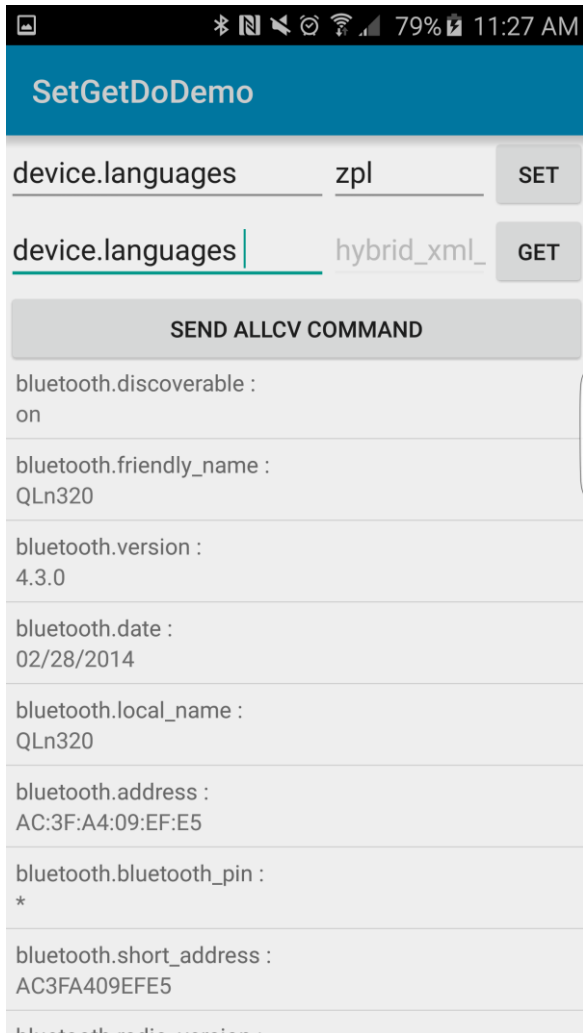 79% 11:27 AM
SetGetDoDemo
device.languages zpl SET
device.languages hybrid_xml_ GET
SEND ALLCV COMMAND
bluetooth.discoverable :
on
bluetooth.friendly_name :
QLn320
bluetooth.version :
4.3.0
bluetooth.date :
02/28/2014
bluetooth.local_name :
QLn320
bluetooth.address :
AC:3F:A4:09:EF:E5
bluetooth.bluetooth_pin :
*
bluetooth.short_address :
AC3FA409EFE5
bluetooth.radio_version :